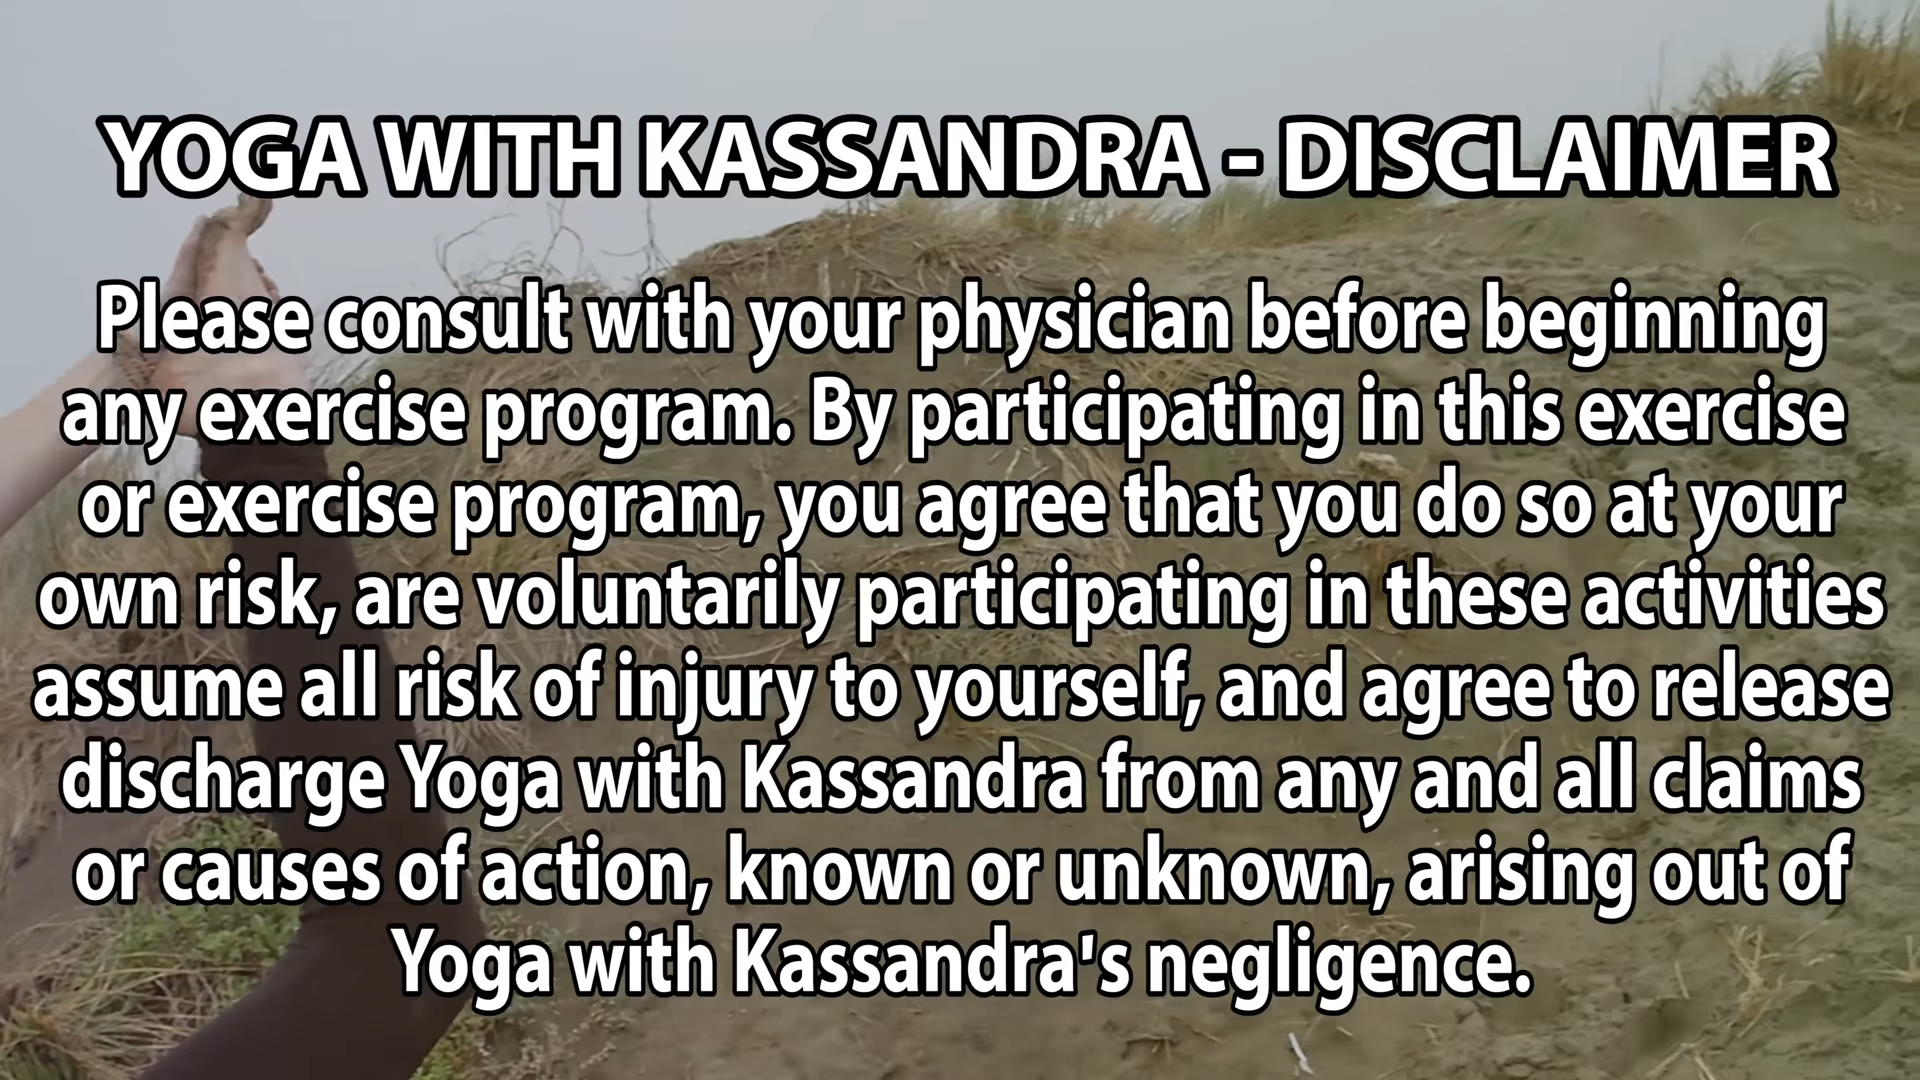 YOGA WITH KASSANDRA - DISCLAIMER
Please consult with your physician before beginning
any exercise program. By participating in this exercise
or exercise program, you agree that you do so at your
own risk, are voluntarily participating in these activities
assume all risk of injury to yourself, and agree to release
discharge Yoga with Kassandra from any and all claims
or causes of action, known or unknown, arising out of
Yoga with Kassandra's negligence.